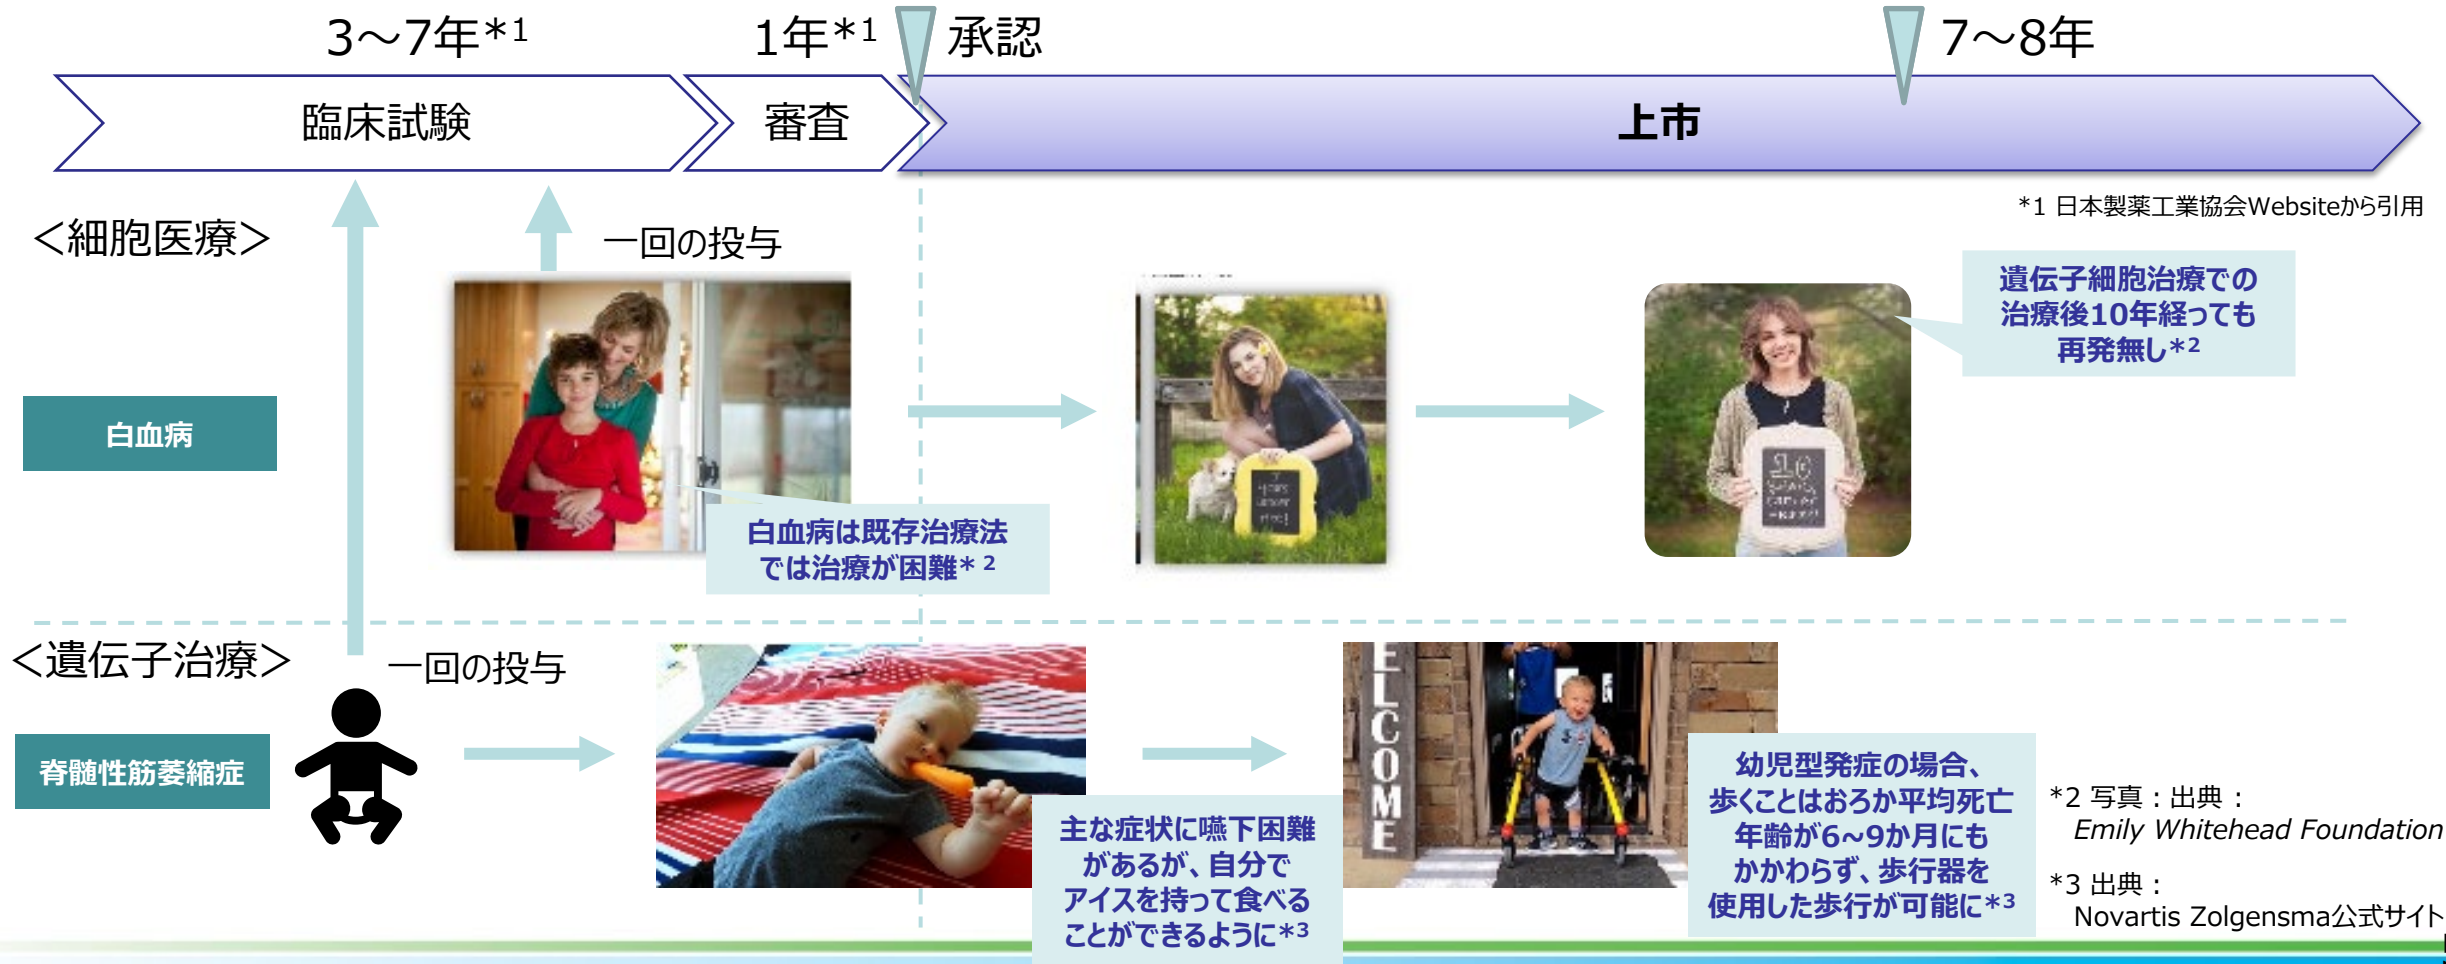 3～7年*1
1年*1
承認
7～8年
臨床試験
審査
上市
*1 日本製薬工業協会Websiteから引用
＜細胞医療＞
一回の投与
遺伝子細胞治療での
治療後10年経っても
再発無し*2
白血病
白血病は既存治療法
では治療が困難* 2
＜遺伝子治療＞
一回の投与
脊髄性筋萎縮症
ELCOME
主な症状に嚥下困難
があるが、自分で
アイスを持って食べる
ことができるように*3
幼児型発症の場合、
歩くことはおろか平均死亡
年齢が6~9か月にも
かかわらず、歩行器を
使用した歩行が可能に*3
*2 写真：出典：
Emily Whitehead Foundation
*3 出典：
Novartis Zolgensma公式サイト